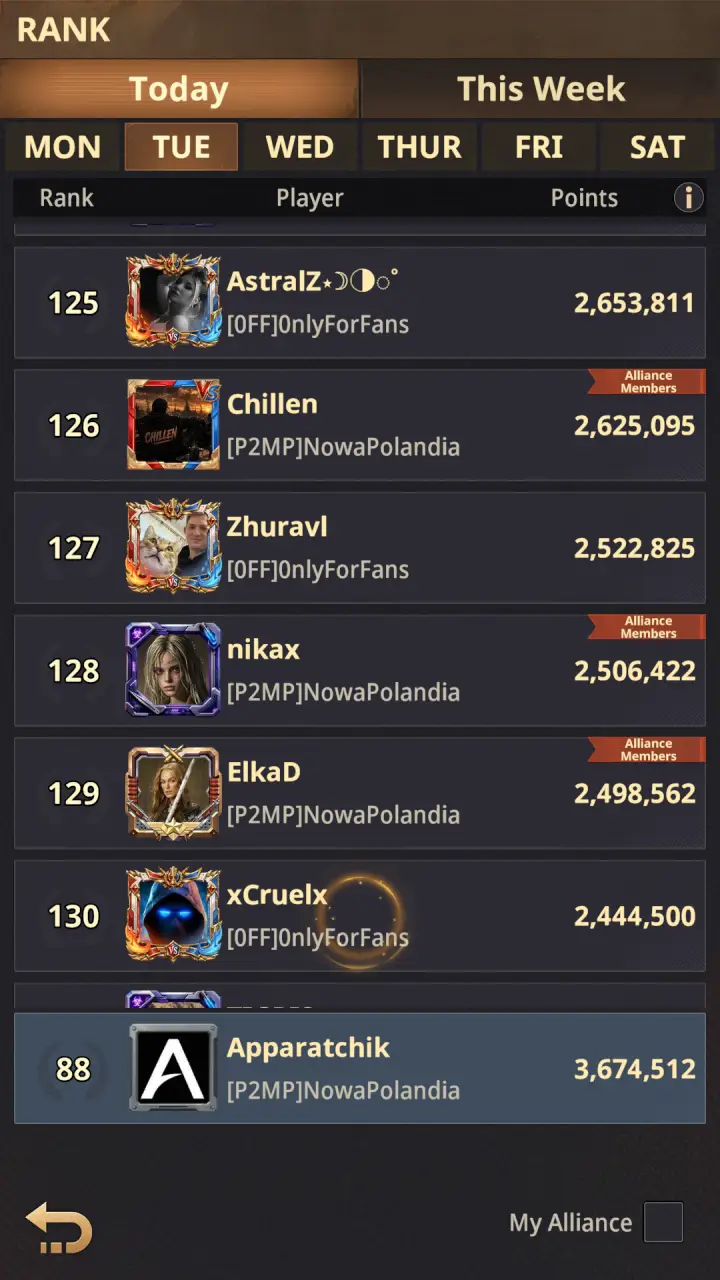 RANK
Today
This Week
MON
TUE
WED
THUR
FRI
SAT
Rank
Player
Points
125
AstralZ⋆☽◑◌˚
[0FF]0nlyForFans
2,653,811
Alliance
Members
126
CHILLEN
VS
Chillen
[P2MP]NowaPolandia
2,625,095
127
Zhuravl
[0FF]0nlyForFans
2,522,825
Alliance
Members
128
nikax
[P2MP]NowaPolandia
2,506,422
Alliance
Members
129
ElkaD
[P2MP]NowaPolandia
2,498,562
130
xCruelx
[0FF]0nlyForFans
2,444,500
88
A
Apparatchik
[P2MP]NowaPolandia
3,674,512
My Alliance